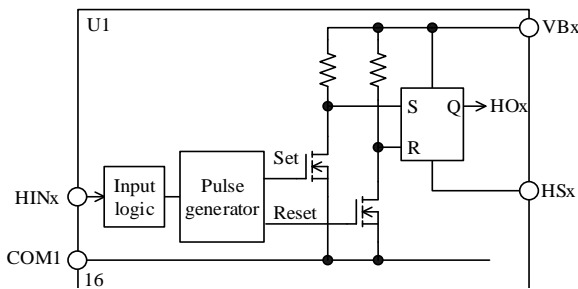 U1
VBx
S
Q
HOx
R
Set
HINx
Input
logic
Pulse
generator
HSx
Reset
COM1
16